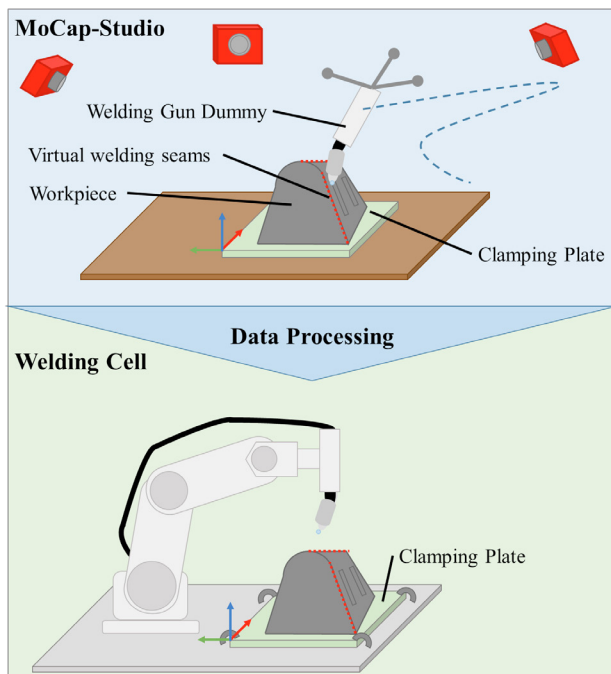 MoCap-Studio
Welding Gun Dummy
Virtual welding seams
Workpiece
Clamping Plate
Data Processing
Welding Cell
Clamping Plate